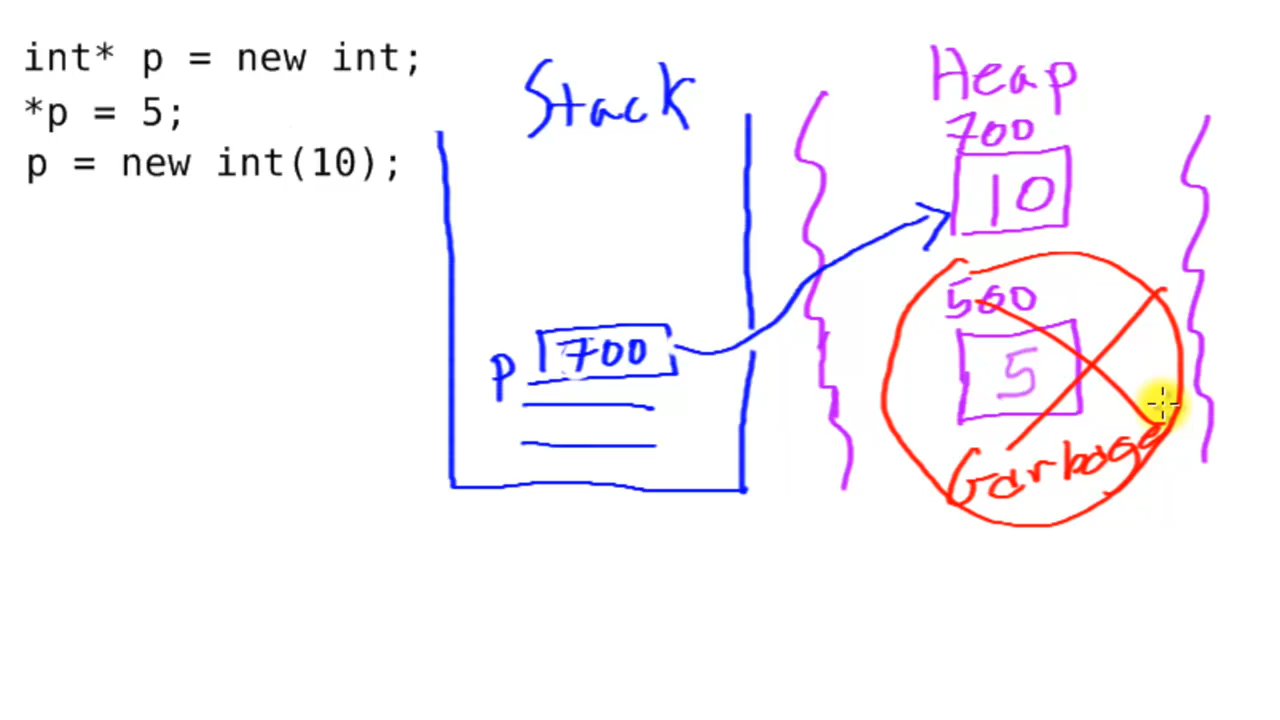 int* p = new int;
*p = 5;
p = new int(10);
Stack
Heap
700
10
p 700
500
5
Garbage